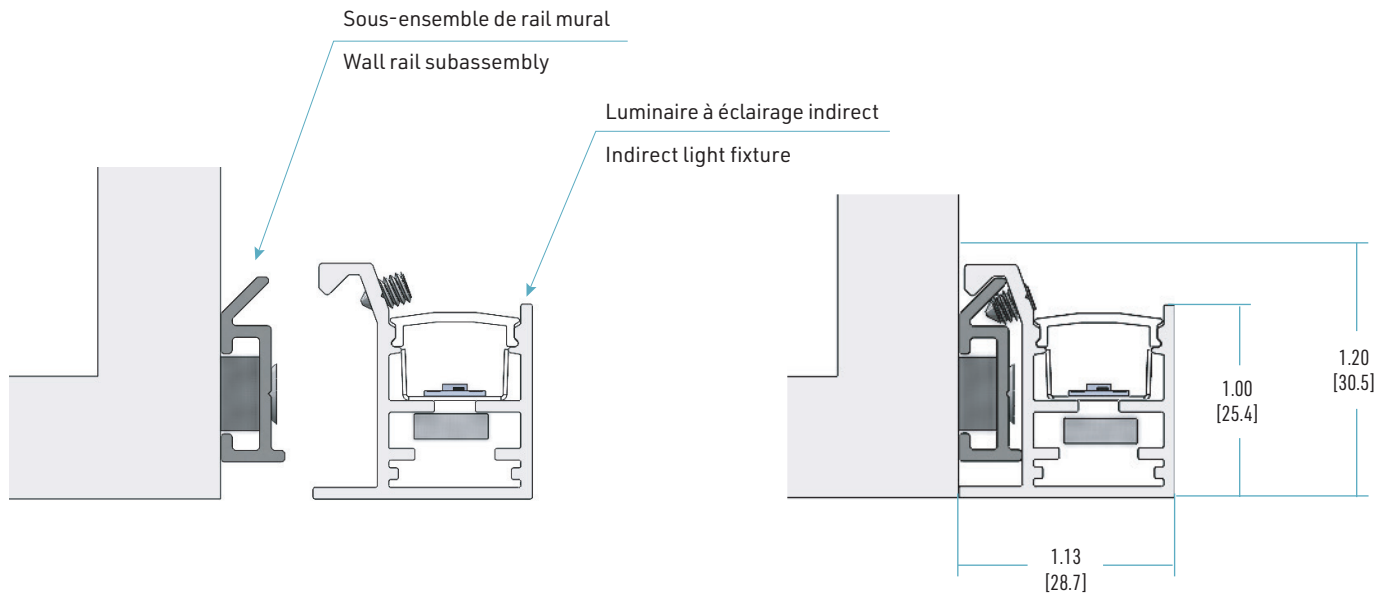 Sous-ensemble de rail mural
Wall rail subassembly
Luminaire à éclairage indirect
Indirect light fixture
1.20
[30.5]
1.00
[25.4]
1.13
[28.7]